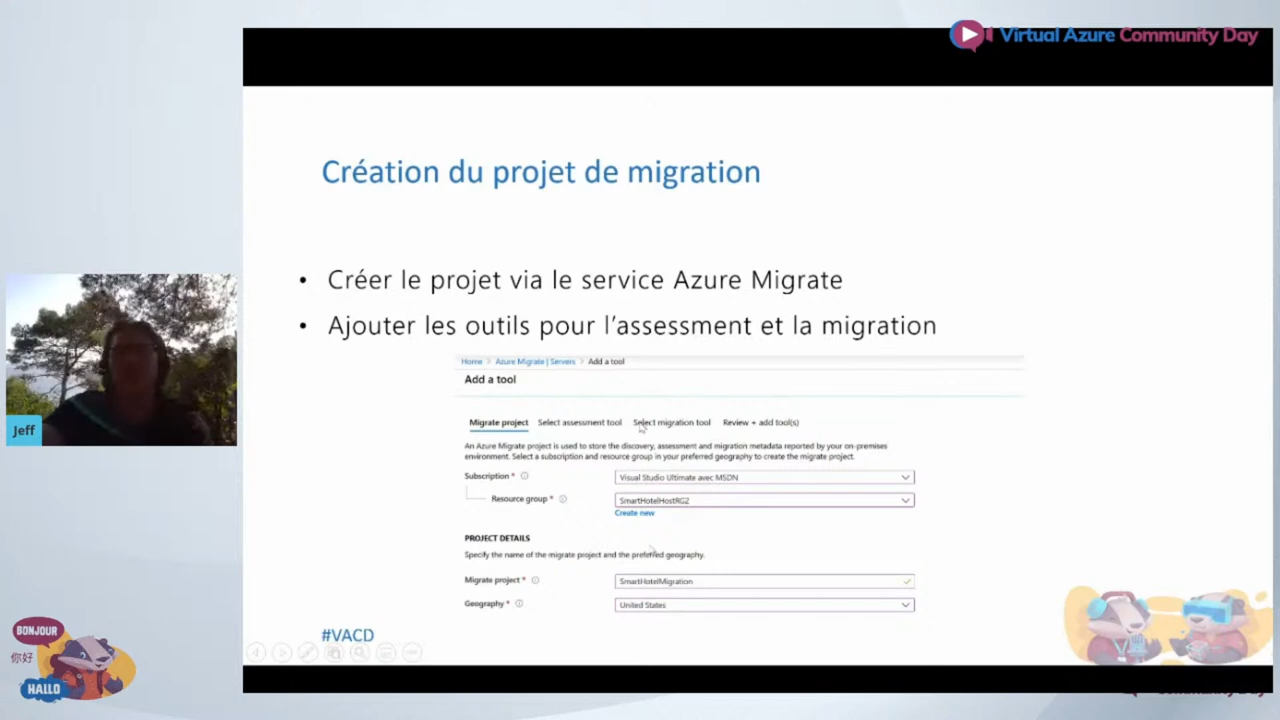 Virtual Azure Community Day
Création du projet de migration
• Créer le projet via le service Azure Migrate
• Ajouter les outils pour l'assessment et la migration
Home > Azure Migrate | Servers > Add a tool
Add a tool
Migrate project Select assessment tool Select migration tool Review + add tool(s)
An Azure Migrate project is used to store the discovery, assessment and migration metadata reported by your on-premises
environment. Select a subscription and resource group in your preferred geography to create the migrate project.
Subscription * Visual Studio Ultimate avec MSDN
Resource group * SmartHotelHostRG2
Create new
PROJECT DETAILS
Specify the name of the migrate project and the preferred geography.
Migrate project * SmartHotelMigration
Geography * United States
Jeff
#VACD
BONJOUR
你好
HALLO